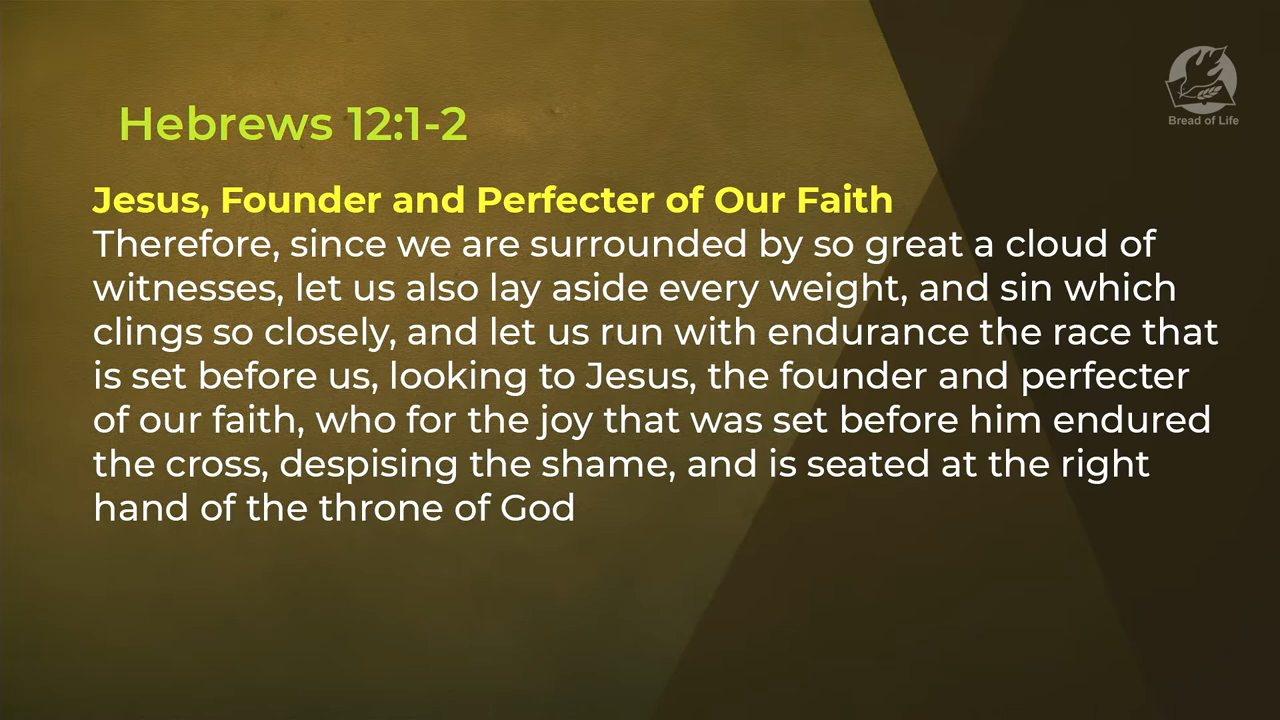 Bread of Life
Hebrews 12:1-2
Jesus, Founder and Perfecter of Our Faith
Therefore, since we are surrounded by so great a cloud of
witnesses, let us also lay aside every weight, and sin which
clings so closely, and let us run with endurance the race that
is set before us, looking to Jesus, the founder and perfecter
of our faith, who for the joy that was set before him endured
the cross, despising the shame, and is seated at the right
hand of the throne of God